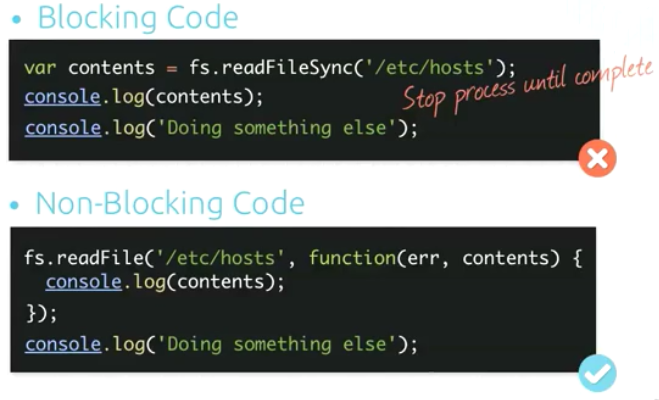 • Blocking Code
var contents = fs.readFileSync('/etc/hosts');
console.log(contents);
Stop process until complete
console.log('Doing something else');
• Non-Blocking Code
fs.readFile('/etc/hosts', function(err, contents) {
  console.log(contents);
});
console.log('Doing something else');